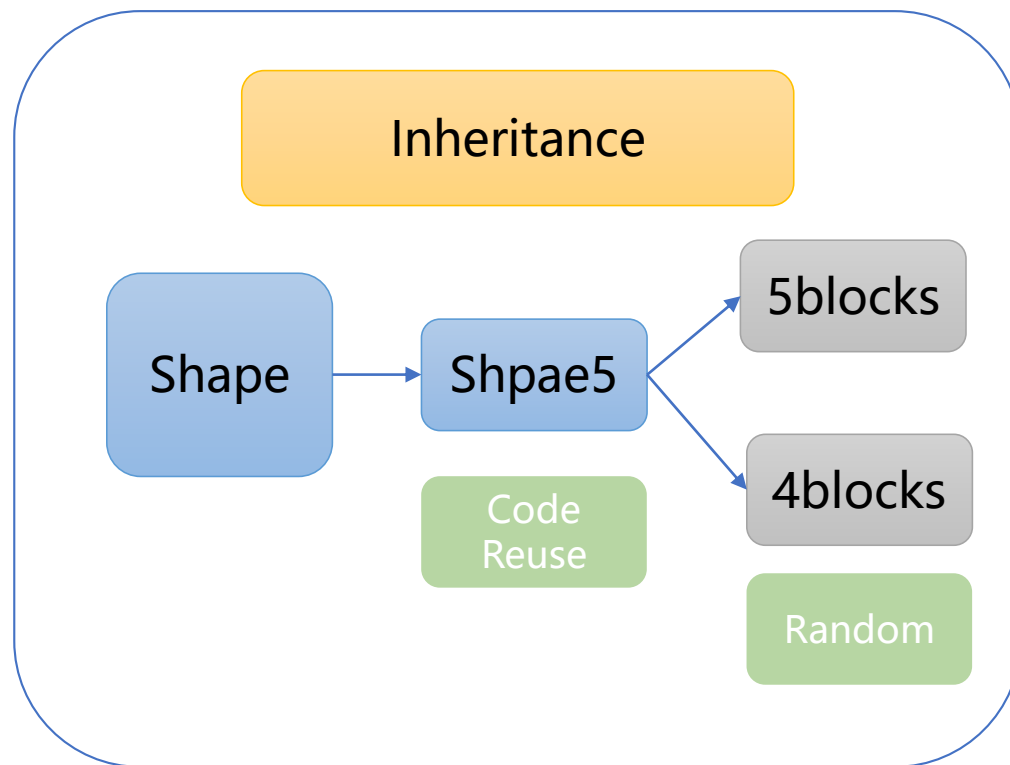 Inheritance
Shape
Shpae5
5blocks
4blocks
Code
Reuse
Random